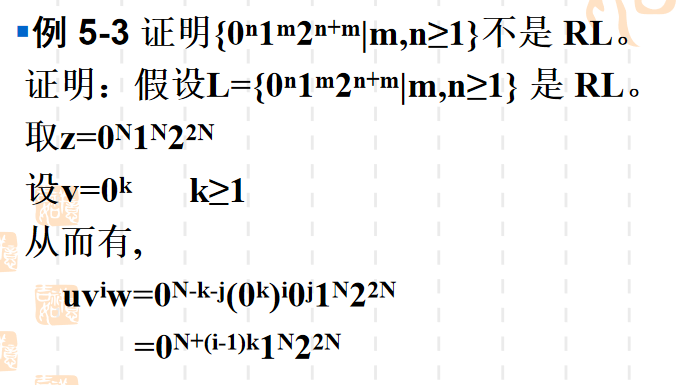 ▪例 5-3 证明{0ⁿ1ᵐ2ⁿ⁺ᵐ|m,n≥1}不是 RL。
证明：假设L={0ⁿ1ᵐ2ⁿ⁺ᵐ|m,n≥1} 是 RL。
取z=0ᴺ1ᴺ2²ᴺ
设v=0ᵏ k≥1
从而有,
uvⁱw=0ᴺ⁻ᵏ⁻ʲ(0ᵏ)ⁱ0ʲ1ᴺ2²ᴺ
=0ᴺ⁺⁽ⁱ⁻¹⁾ᵏ1ᴺ2²ᴺ